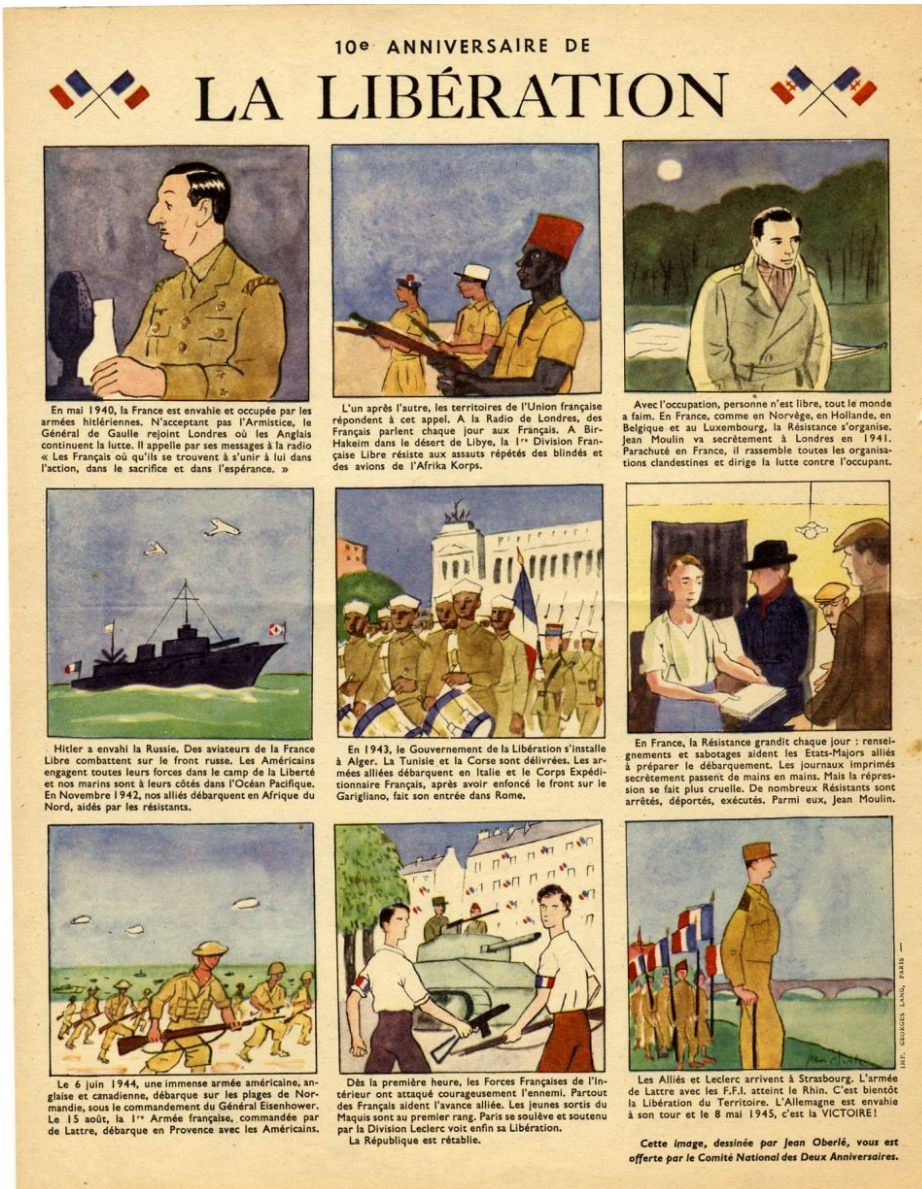 10e ANNIVERSAIRE DE
LA LIBÉRATION
En mai 1940, la France est envahie et occupée par les
armées hitlériennes. N'acceptant pas l'Armistice, le
Général de Gaulle rejoint Londres où les Anglais
continuent la lutte. Il appelle par ses messages à la radio
« Les Français où qu'ils se trouvent à s'unir à lui dans
l'action, dans le sacrifice et dans l'espérance. »
L'un après l'autre, les territoires de l'Union française
répondent à cet appel. A la Radio de Londres, des
Français parlent chaque jour aux Français. A Bir-
Hakeim dans le désert de Libye, la 1re Division Fran-
çaise Libre résiste aux assauts répétés des blindés et
des avions de l'Afrika Korps.
Avec l'occupation, personne n'est libre, tout le monde
a faim. En France, comme en Norvège, en Hollande, en
Belgique et au Luxembourg, la Résistance s'organise.
Jean Moulin va secrètement à Londres en 1941.
Parachuté en France, il rassemble toutes les organisa-
tions clandestines et dirige la lutte contre l'occupant.
Hitler a envahi la Russie. Des aviateurs de la France
Libre combattent sur le front russe. Les Américains
engagent toutes leurs forces dans le camp de la Liberté
et nos marins sont à leurs côtés dans l'Océan Pacifique.
En Novembre 1942, nos alliés débarquent en Afrique du
Nord, aidés par les résistants.
En 1943, le Gouvernement de la Libération s'installe
à Alger. La Tunisie et la Corse sont délivrées. Les ar-
mées alliées débarquent en Italie et le Corps Expédi-
tionnaire Français, après avoir enfoncé le front sur le
Garigliano, fait son entrée dans Rome.
En France, la Résistance grandit chaque jour : rensei-
gnements et sabotages aident les Etats-Majors alliés
à préparer le débarquement. Les journaux imprimés
secrètement passent de mains en mains. Mais la répres-
sion se fait plus cruelle. De nombreux Résistants sont
arrêtés, déportés, exécutés. Parmi eux, Jean Moulin.
Le 6 juin 1944, une immense armée américaine, an-
glaise et canadienne, débarque sur les plages de Nor-
mandie, sous le commandement du Général Eisenhower.
Le 15 août, la 1re Armée française, commandée par
de Lattre, débarque en Provence avec les Américains.
Dès la première heure, les Forces Françaises de l'In-
térieur ont attaqué courageusement l'ennemi. Partout
des Français aident l'avance alliée. Les jeunes sortis du
Maquis sont au premier rang. Paris se soulève et soutenu
par la Division Leclerc voit enfin sa Libération.
La République est rétablie.
Les Alliés et Leclerc arrivent à Strasbourg. L'armée
de Lattre avec les F.F.I. atteint le Rhin. C'est bientôt
la Libération du Territoire. L'Allemagne est envahie
à son tour et le 8 mai 1945, c'est la VICTOIRE!
Cette image, dessinée par Jean Oberlé, vous est
offerte par le Comité National des Deux Anniversaires.
IMP. GEORGES LANG, PARIS —